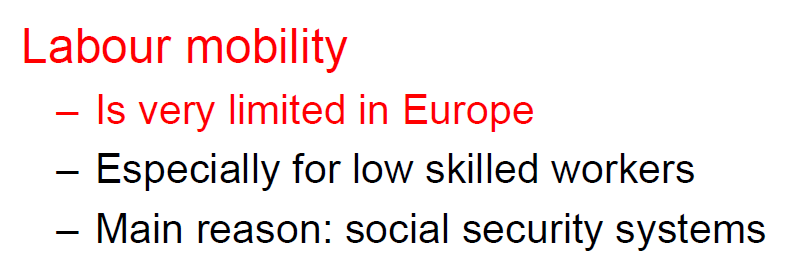 Labour mobility
– Is very limited in Europe
– Especially for low skilled workers
– Main reason: social security systems